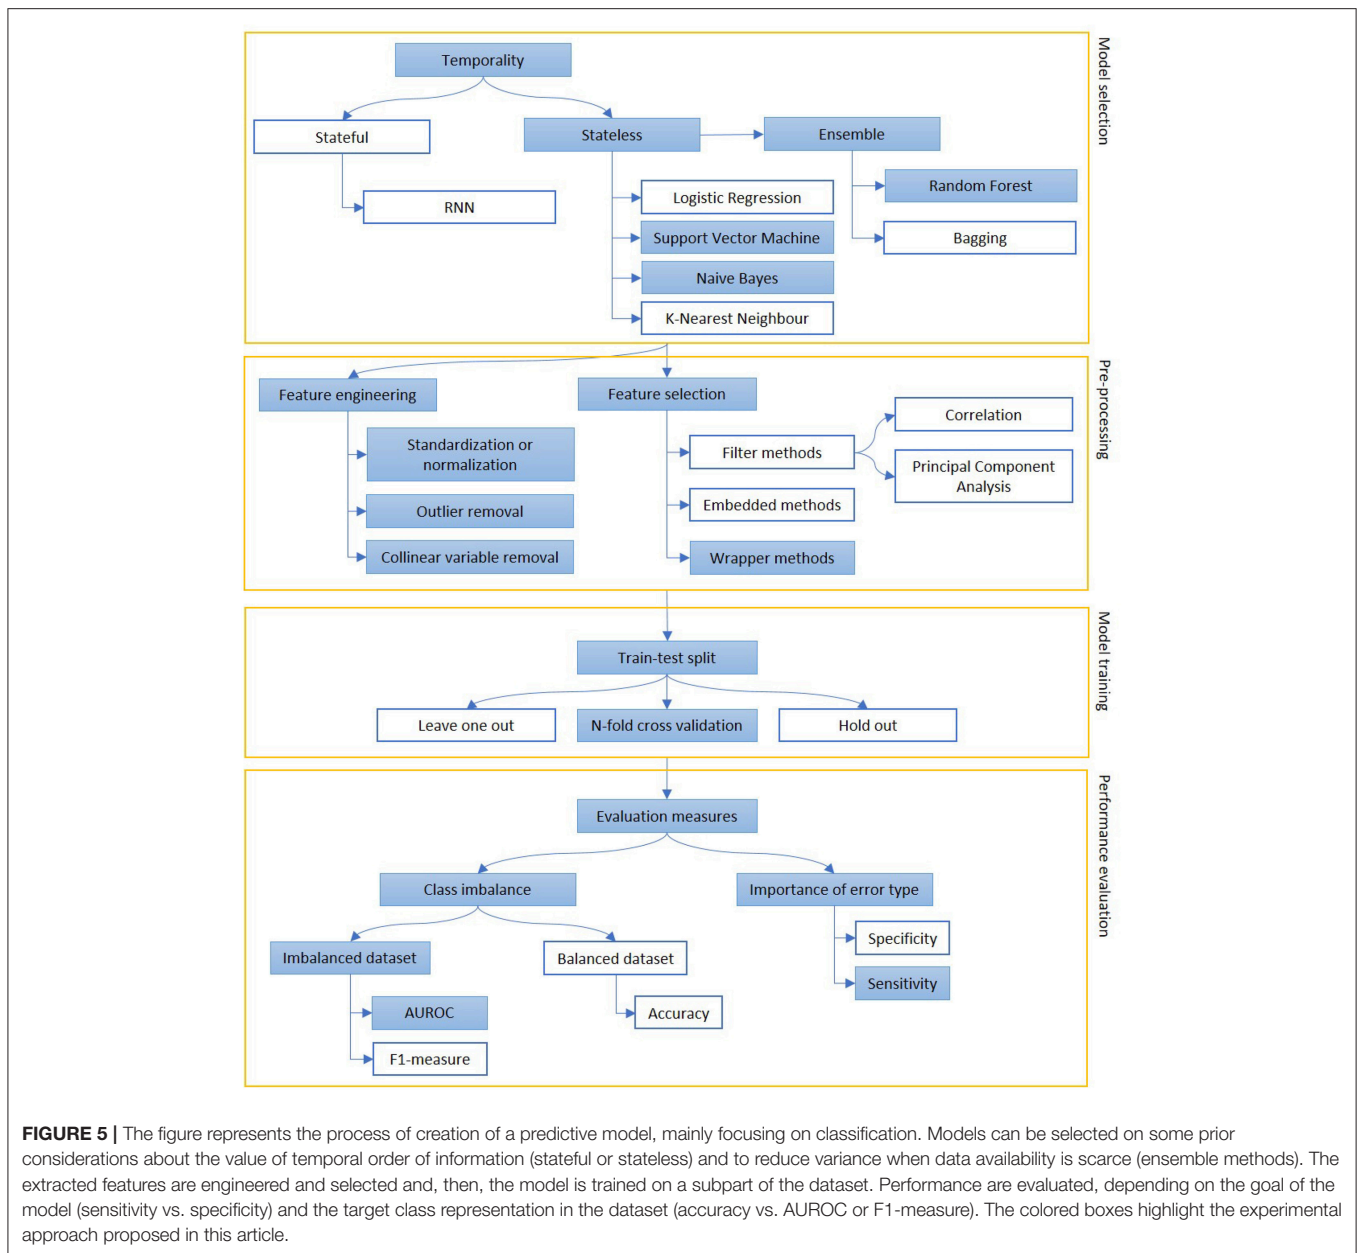 Model selection
Temporality
Stateful
Stateless
Ensemble
RNN
Logistic Regression
Support Vector Machine
Naive Bayes
K-Nearest Neighbour
Random Forest
Bagging
Pre-processing
Feature engineering
Feature selection
Standardization or
normalization
Outlier removal
Collinear variable removal
Filter methods
Embedded methods
Wrapper methods
Correlation
Principal Component
Analysis
Model training
Train-test split
Leave one out
N-fold cross validation
Hold out
Performance evaluation
Evaluation measures
Class imbalance
Importance of error type
Imbalanced dataset
Balanced dataset
Specificity
Sensitivity
AUROC
Accuracy
F1-measure
FIGURE 5 | The figure represents the process of creation of a predictive model, mainly focusing on classification. Models can be selected on some prior
considerations about the value of temporal order of information (stateful or stateless) and to reduce variance when data availability is scarce (ensemble methods). The
extracted features are engineered and selected and, then, the model is trained on a subpart of the dataset. Performance are evaluated, depending on the goal of the
model (sensitivity vs. specificity) and the target class representation in the dataset (accuracy vs. AUROC or F1-measure). The colored boxes highlight the experimental
approach proposed in this article.